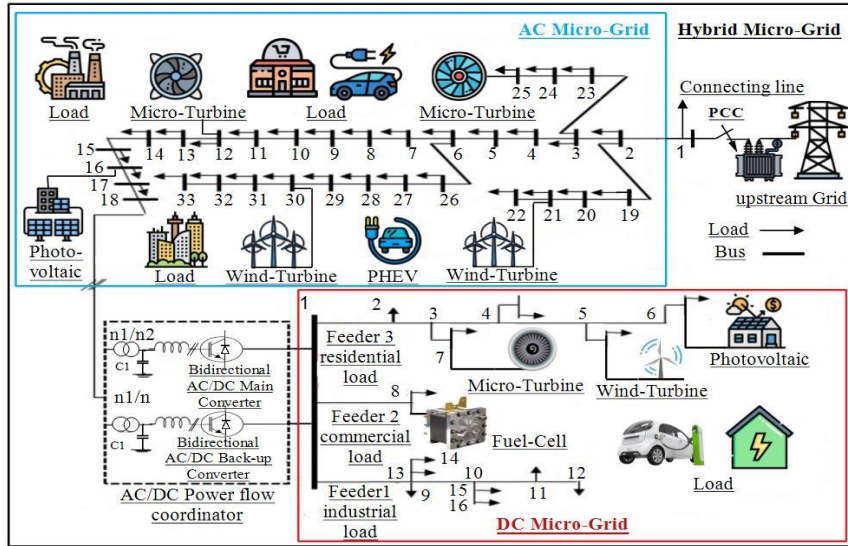 AC Micro-Grid
Hybrid Micro-Grid
Load
Micro-Turbine
Load
Micro-Turbine
25 24 23
Connecting line
PCC
15
14 13 12 11 10 9 8 7 6 5 4 3 2
1
16
17
18
33 32 31 30 29 28 27 26
22 21 20 19
upstream Grid
Photo-
voltaic
Load
Wind-Turbine
PHEV
Wind-Turbine
Load
Bus
n1/n2
C1
Bidirectional
AC/DC Main
Converter
n1/n
C1
Bidirectional
AC/DC Back-up
Converter
AC/DC Power flow
coordinator
1
2
3
4
5
6
Feeder 3
residential
load
7
Micro-Turbine
Wind-Turbine
Photovoltaic
8
Feeder 2
commercial
load
Fuel-Cell
14
13
9
10
15
16
11
12
Feeder1
industrial
load
Load
DC Micro-Grid